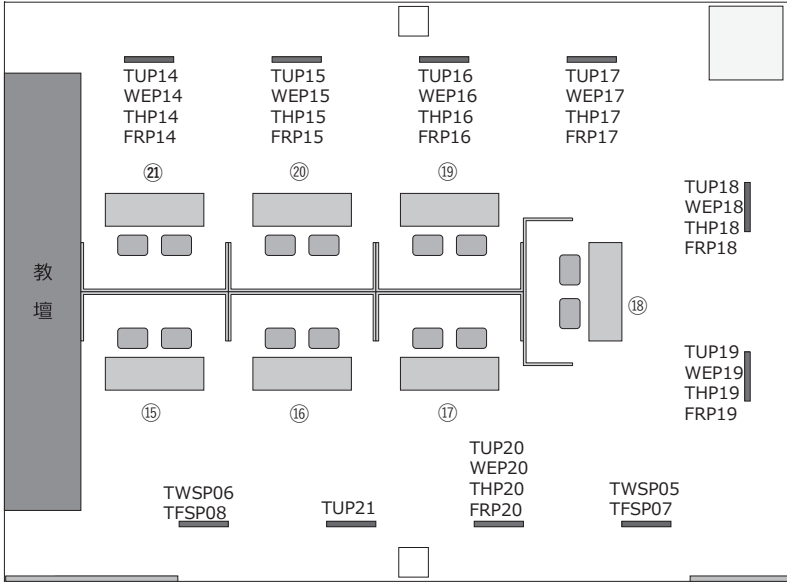 TUP14
WEP14
THP14
FRP14
TUP15
WEP15
THP15
FRP15
TUP16
WEP16
THP16
FRP16
TUP17
WEP17
THP17
FRP17
㉑
⑳
⑲
TUP18
WEP18
THP18
FRP18
教
壇
⑱
TUP19
WEP19
THP19
FRP19
⑮
⑯
⑰
TWSP06
TFSP08
TUP21
TUP20
WEP20
THP20
FRP20
TWSP05
TFSP07